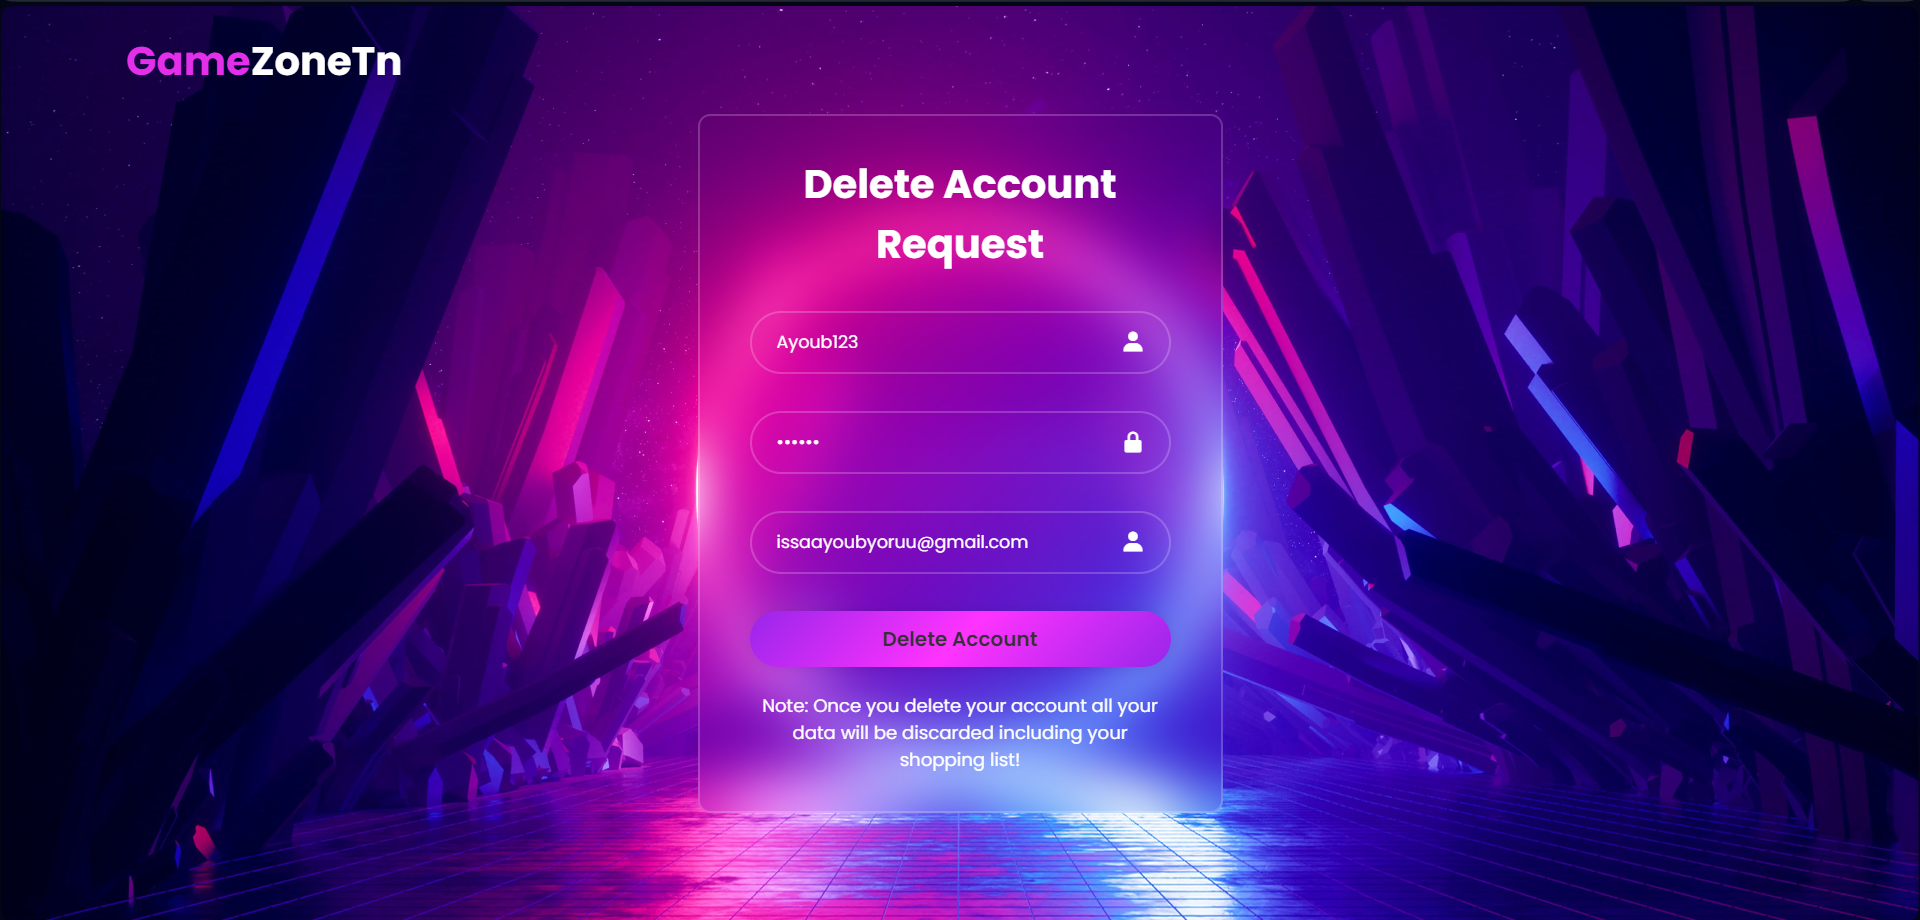 GameZoneTn
Delete Account
Request
Ayoub123
••••••
issaayoubyoruu@gmail.com
Delete Account
Note: Once you delete your account all your
data will be discarded including your
shopping list!